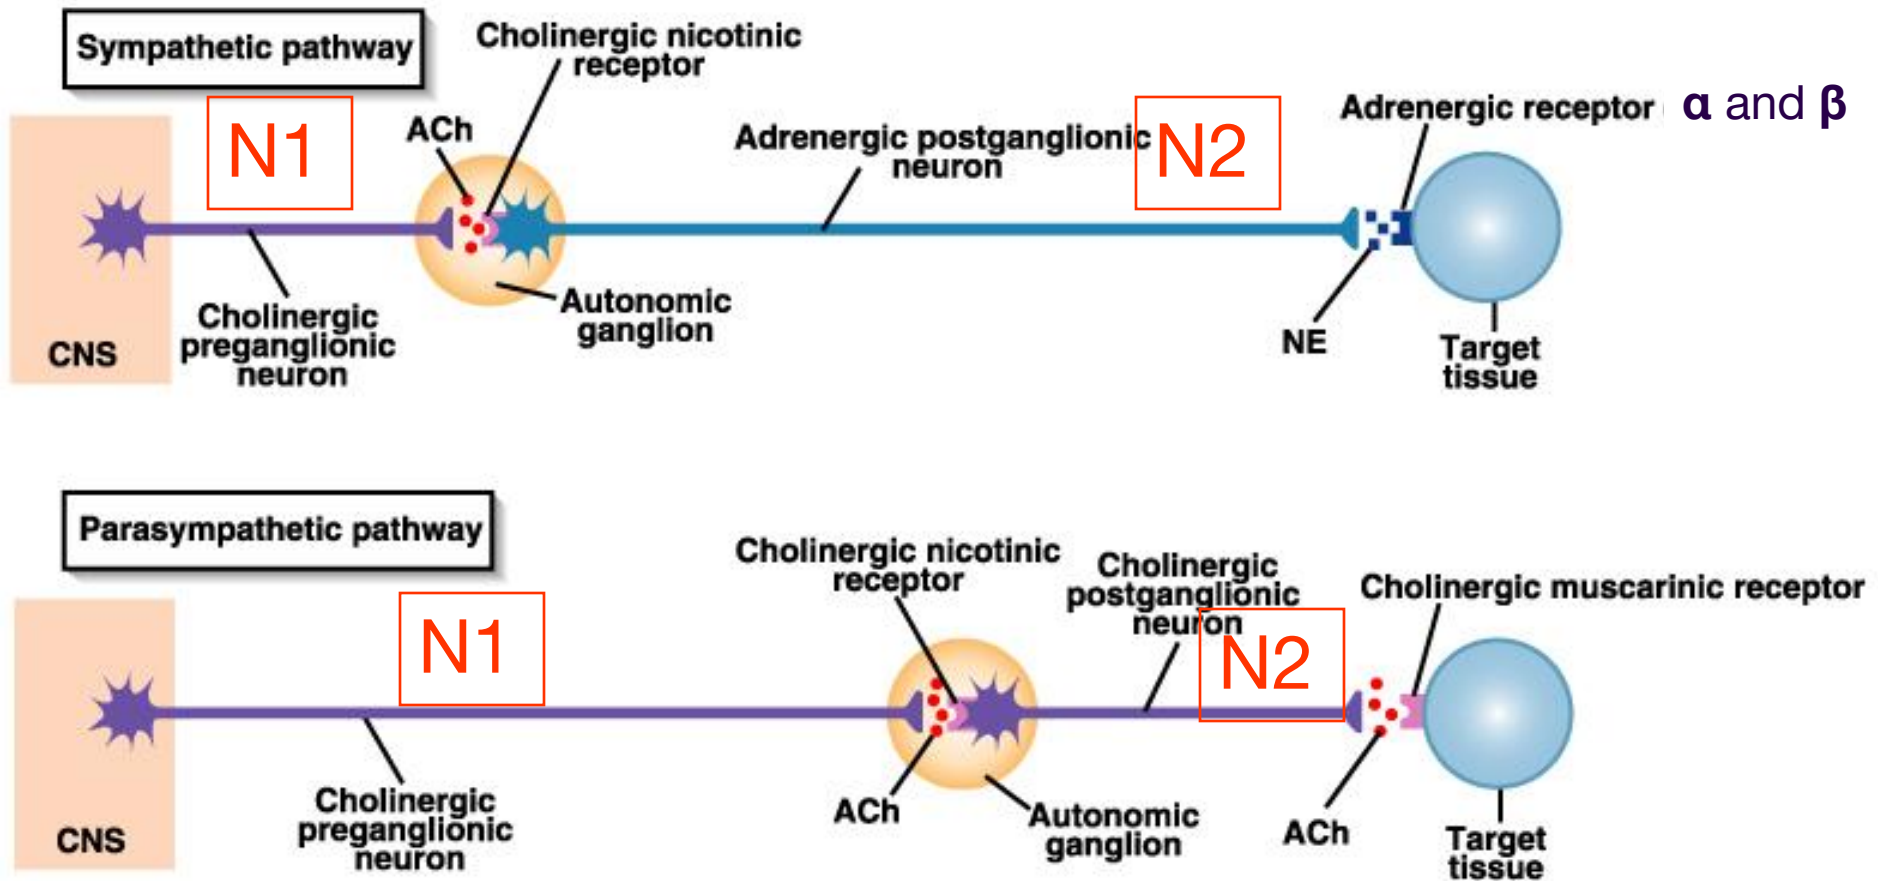 Sympathetic pathway
Cholinergic nicotinic
receptor
N1
ACh
Adrenergic postganglionic
neuron
N2
Adrenergic receptor α and β
CNS
Cholinergic
preganglionic
neuron
Autonomic
ganglion
NE
Target
tissue
Parasympathetic pathway
N1
Cholinergic nicotinic
receptor
Cholinergic
postganglionic
neuron
N2
Cholinergic muscarinic receptor
CNS
Cholinergic
preganglionic
neuron
ACh
Autonomic
ganglion
ACh
Target
tissue